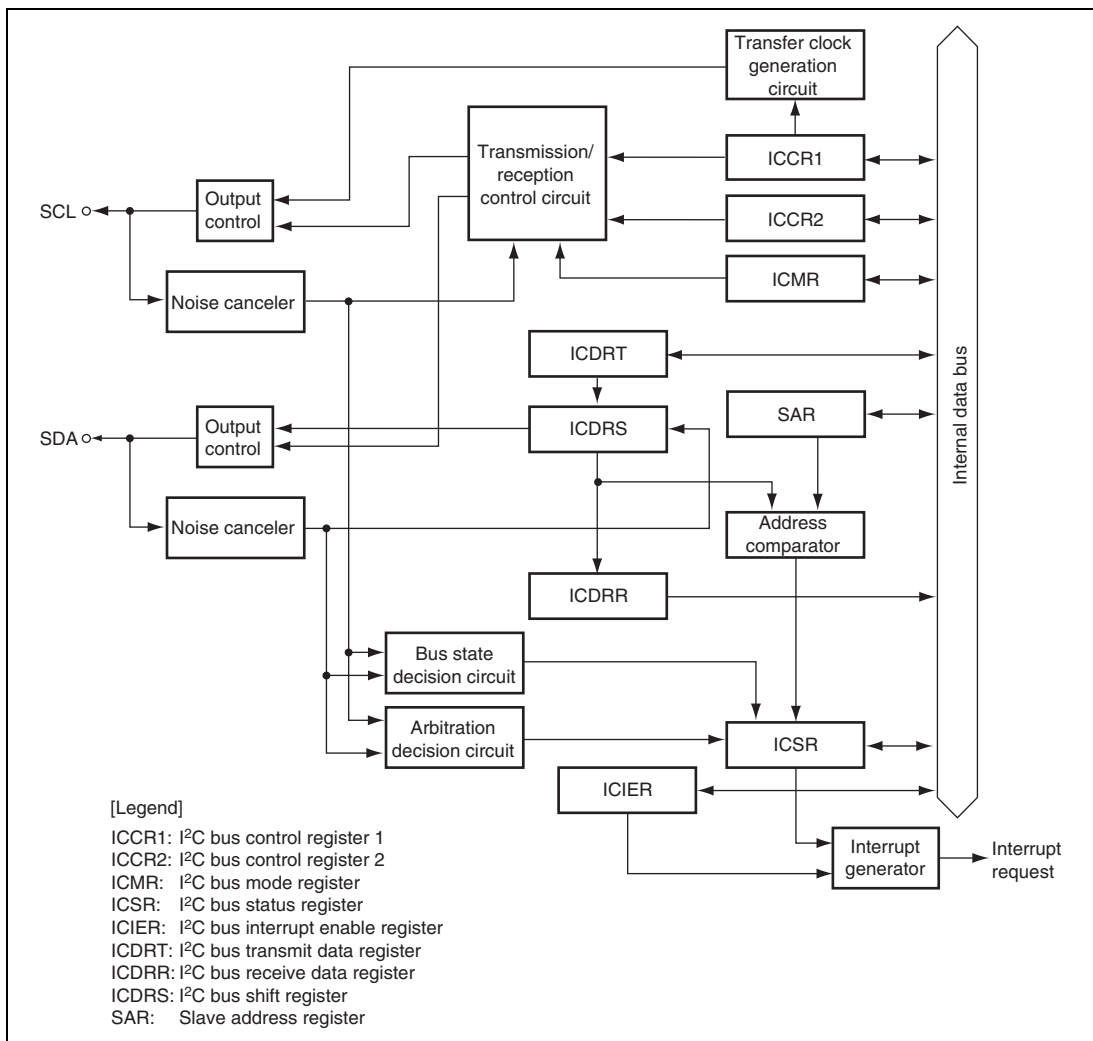 Transfer clock
generation
circuit
Transmission/
reception
control circuit
ICCR1
Output
control
SCL
ICCR2
ICMR
Noise canceler
ICDRT
Internal data bus
SAR
Output
control
ICDRS
SDA
Noise canceler
Address
comparator
ICDRR
Bus state
decision circuit
Arbitration
decision circuit
ICSR
ICIER
Interrupt
generator
Interrupt
request
[Legend]
ICCR1: I²C bus control register 1
ICCR2: I²C bus control register 2
ICMR: I²C bus mode register
ICSR: I²C bus status register
ICIER: I²C bus interrupt enable register
ICDRT: I²C bus transmit data register
ICDRR: I²C bus receive data register
ICDRS: I²C bus shift register
SAR: Slave address register